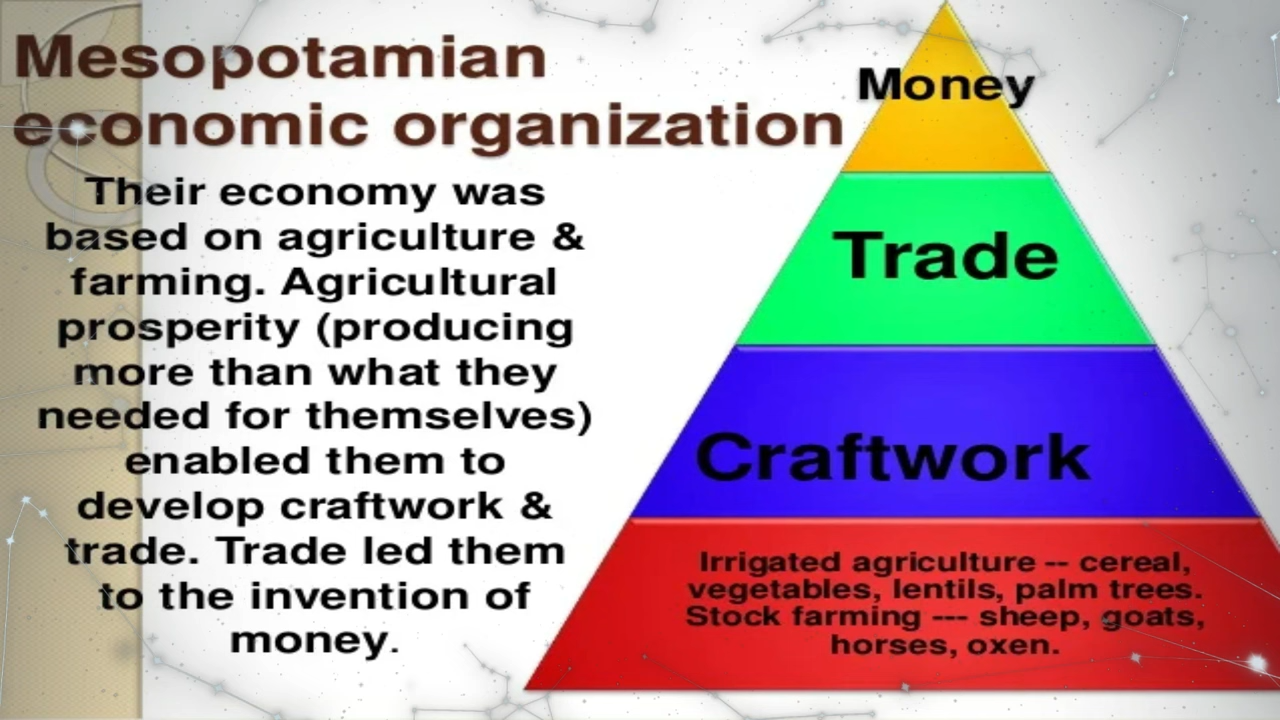 Mesopotamian
economic organization
Their economy was
based on agriculture &
farming. Agricultural
prosperity (producing
more than what they
needed for themselves)
enabled them to
develop craftwork &
trade. Trade led them
to the invention of
money.
Money
Trade
Craftwork
Irrigated agriculture -- cereal,
vegetables, lentils, palm trees.
Stock farming --- sheep, goats,
horses, oxen.